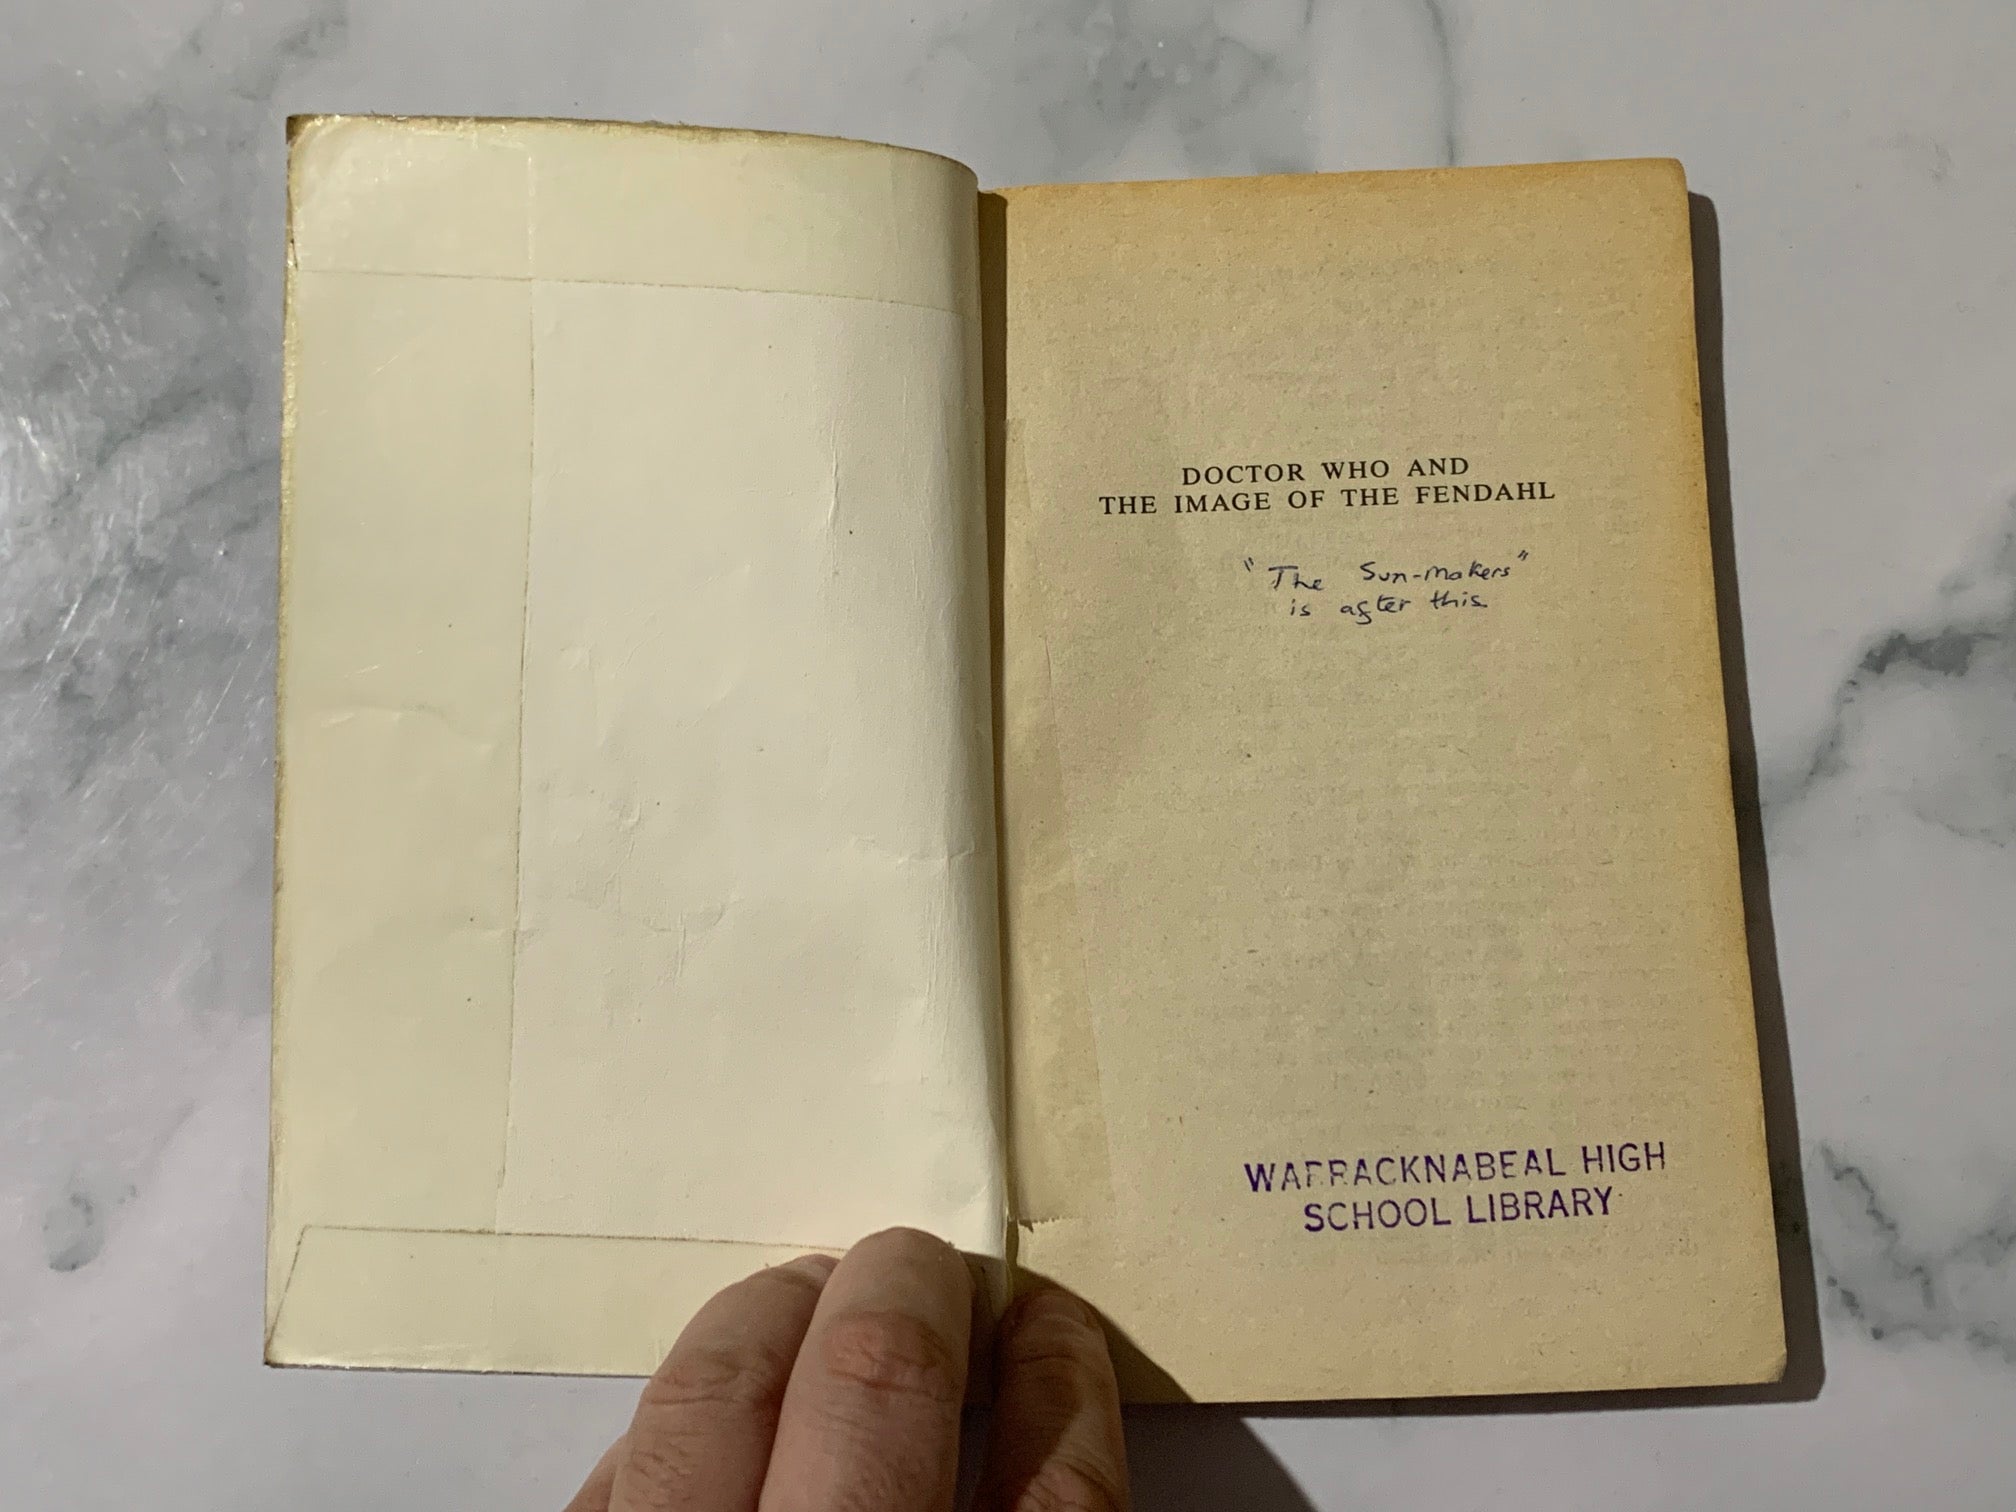 DOCTOR WHO AND
THE IMAGE OF THE FENDAHL
"The Sun-makers"
is after this
WARRACKNABEAL HIGH
SCHOOL LIBRARY